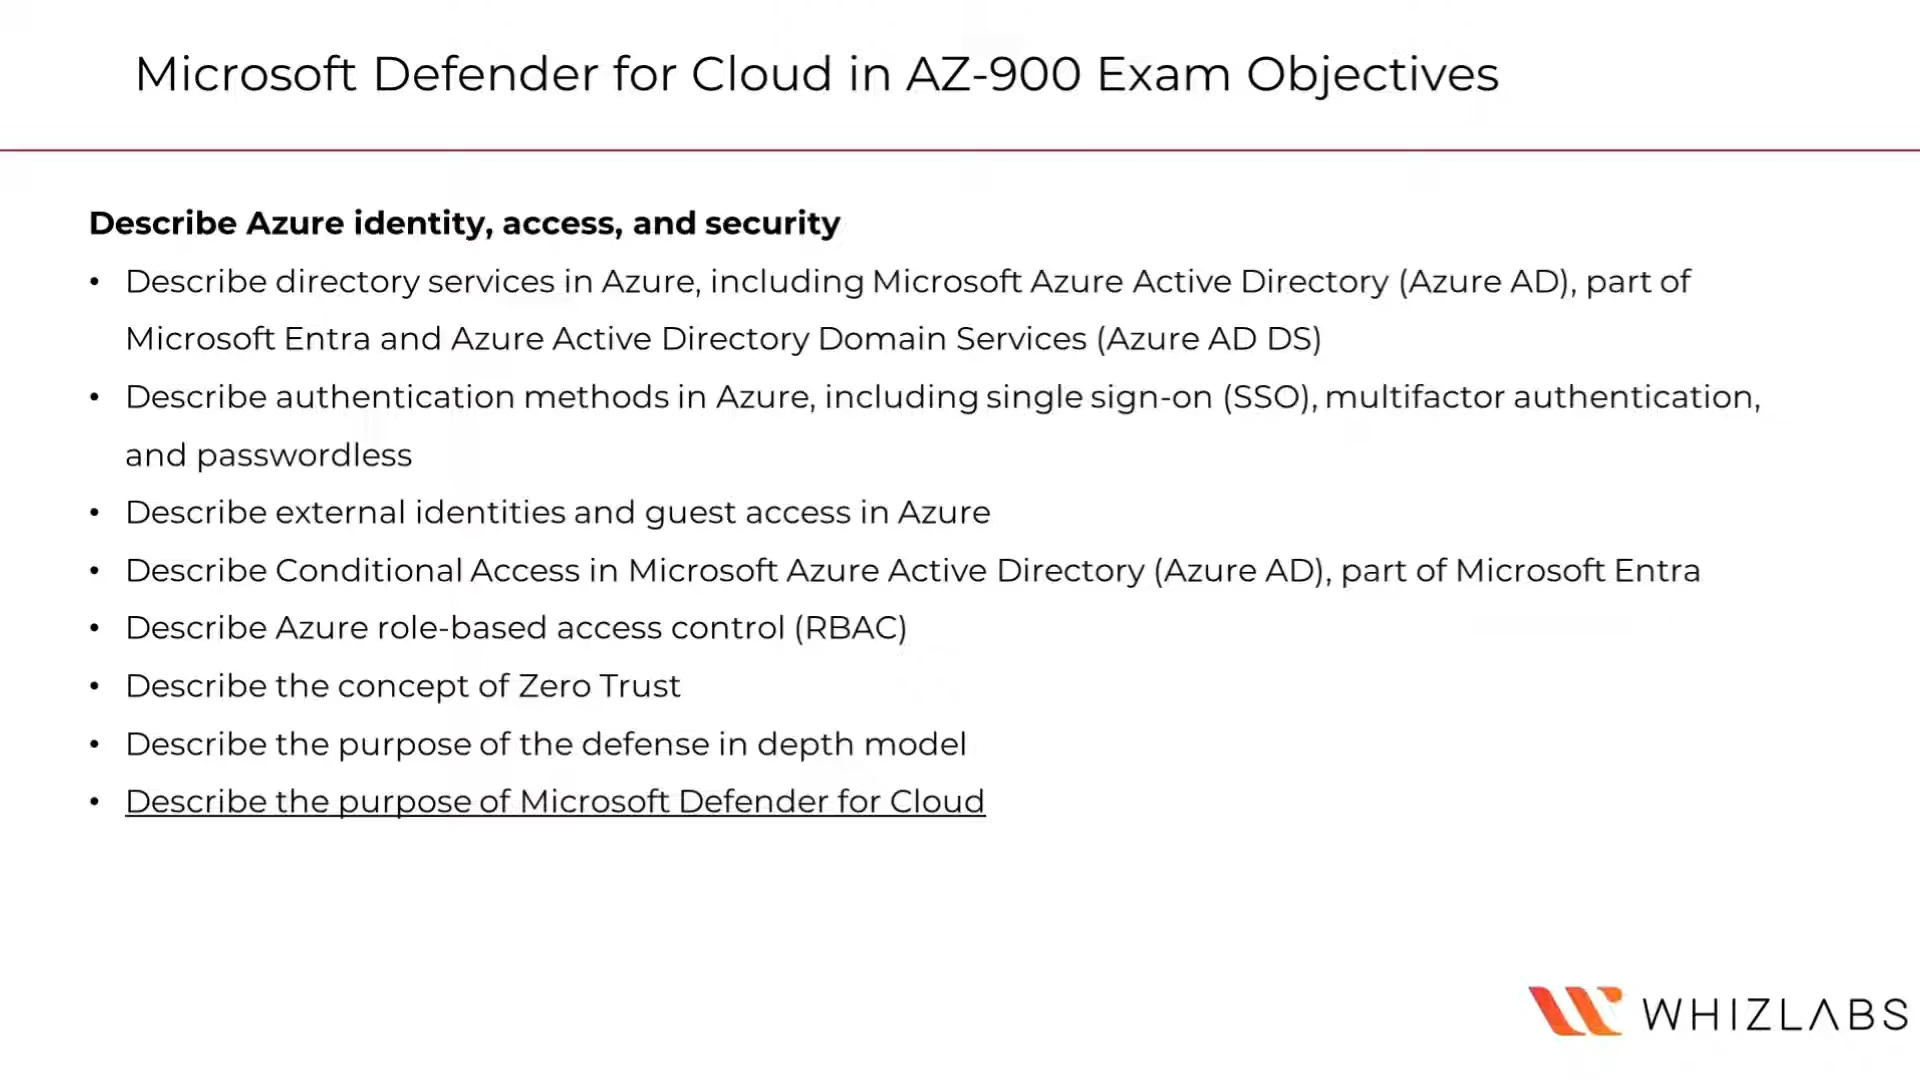 Microsoft Defender for Cloud in AZ-900 Exam Objectives
Describe Azure identity, access, and security
• Describe directory services in Azure, including Microsoft Azure Active Directory (Azure AD), part of
Microsoft Entra and Azure Active Directory Domain Services (Azure AD DS)
• Describe authentication methods in Azure, including single sign-on (SSO), multifactor authentication,
and passwordless
• Describe external identities and guest access in Azure
• Describe Conditional Access in Microsoft Azure Active Directory (Azure AD), part of Microsoft Entra
• Describe Azure role-based access control (RBAC)
• Describe the concept of Zero Trust
• Describe the purpose of the defense in depth model
• Describe the purpose of Microsoft Defender for Cloud
WHIZLABS